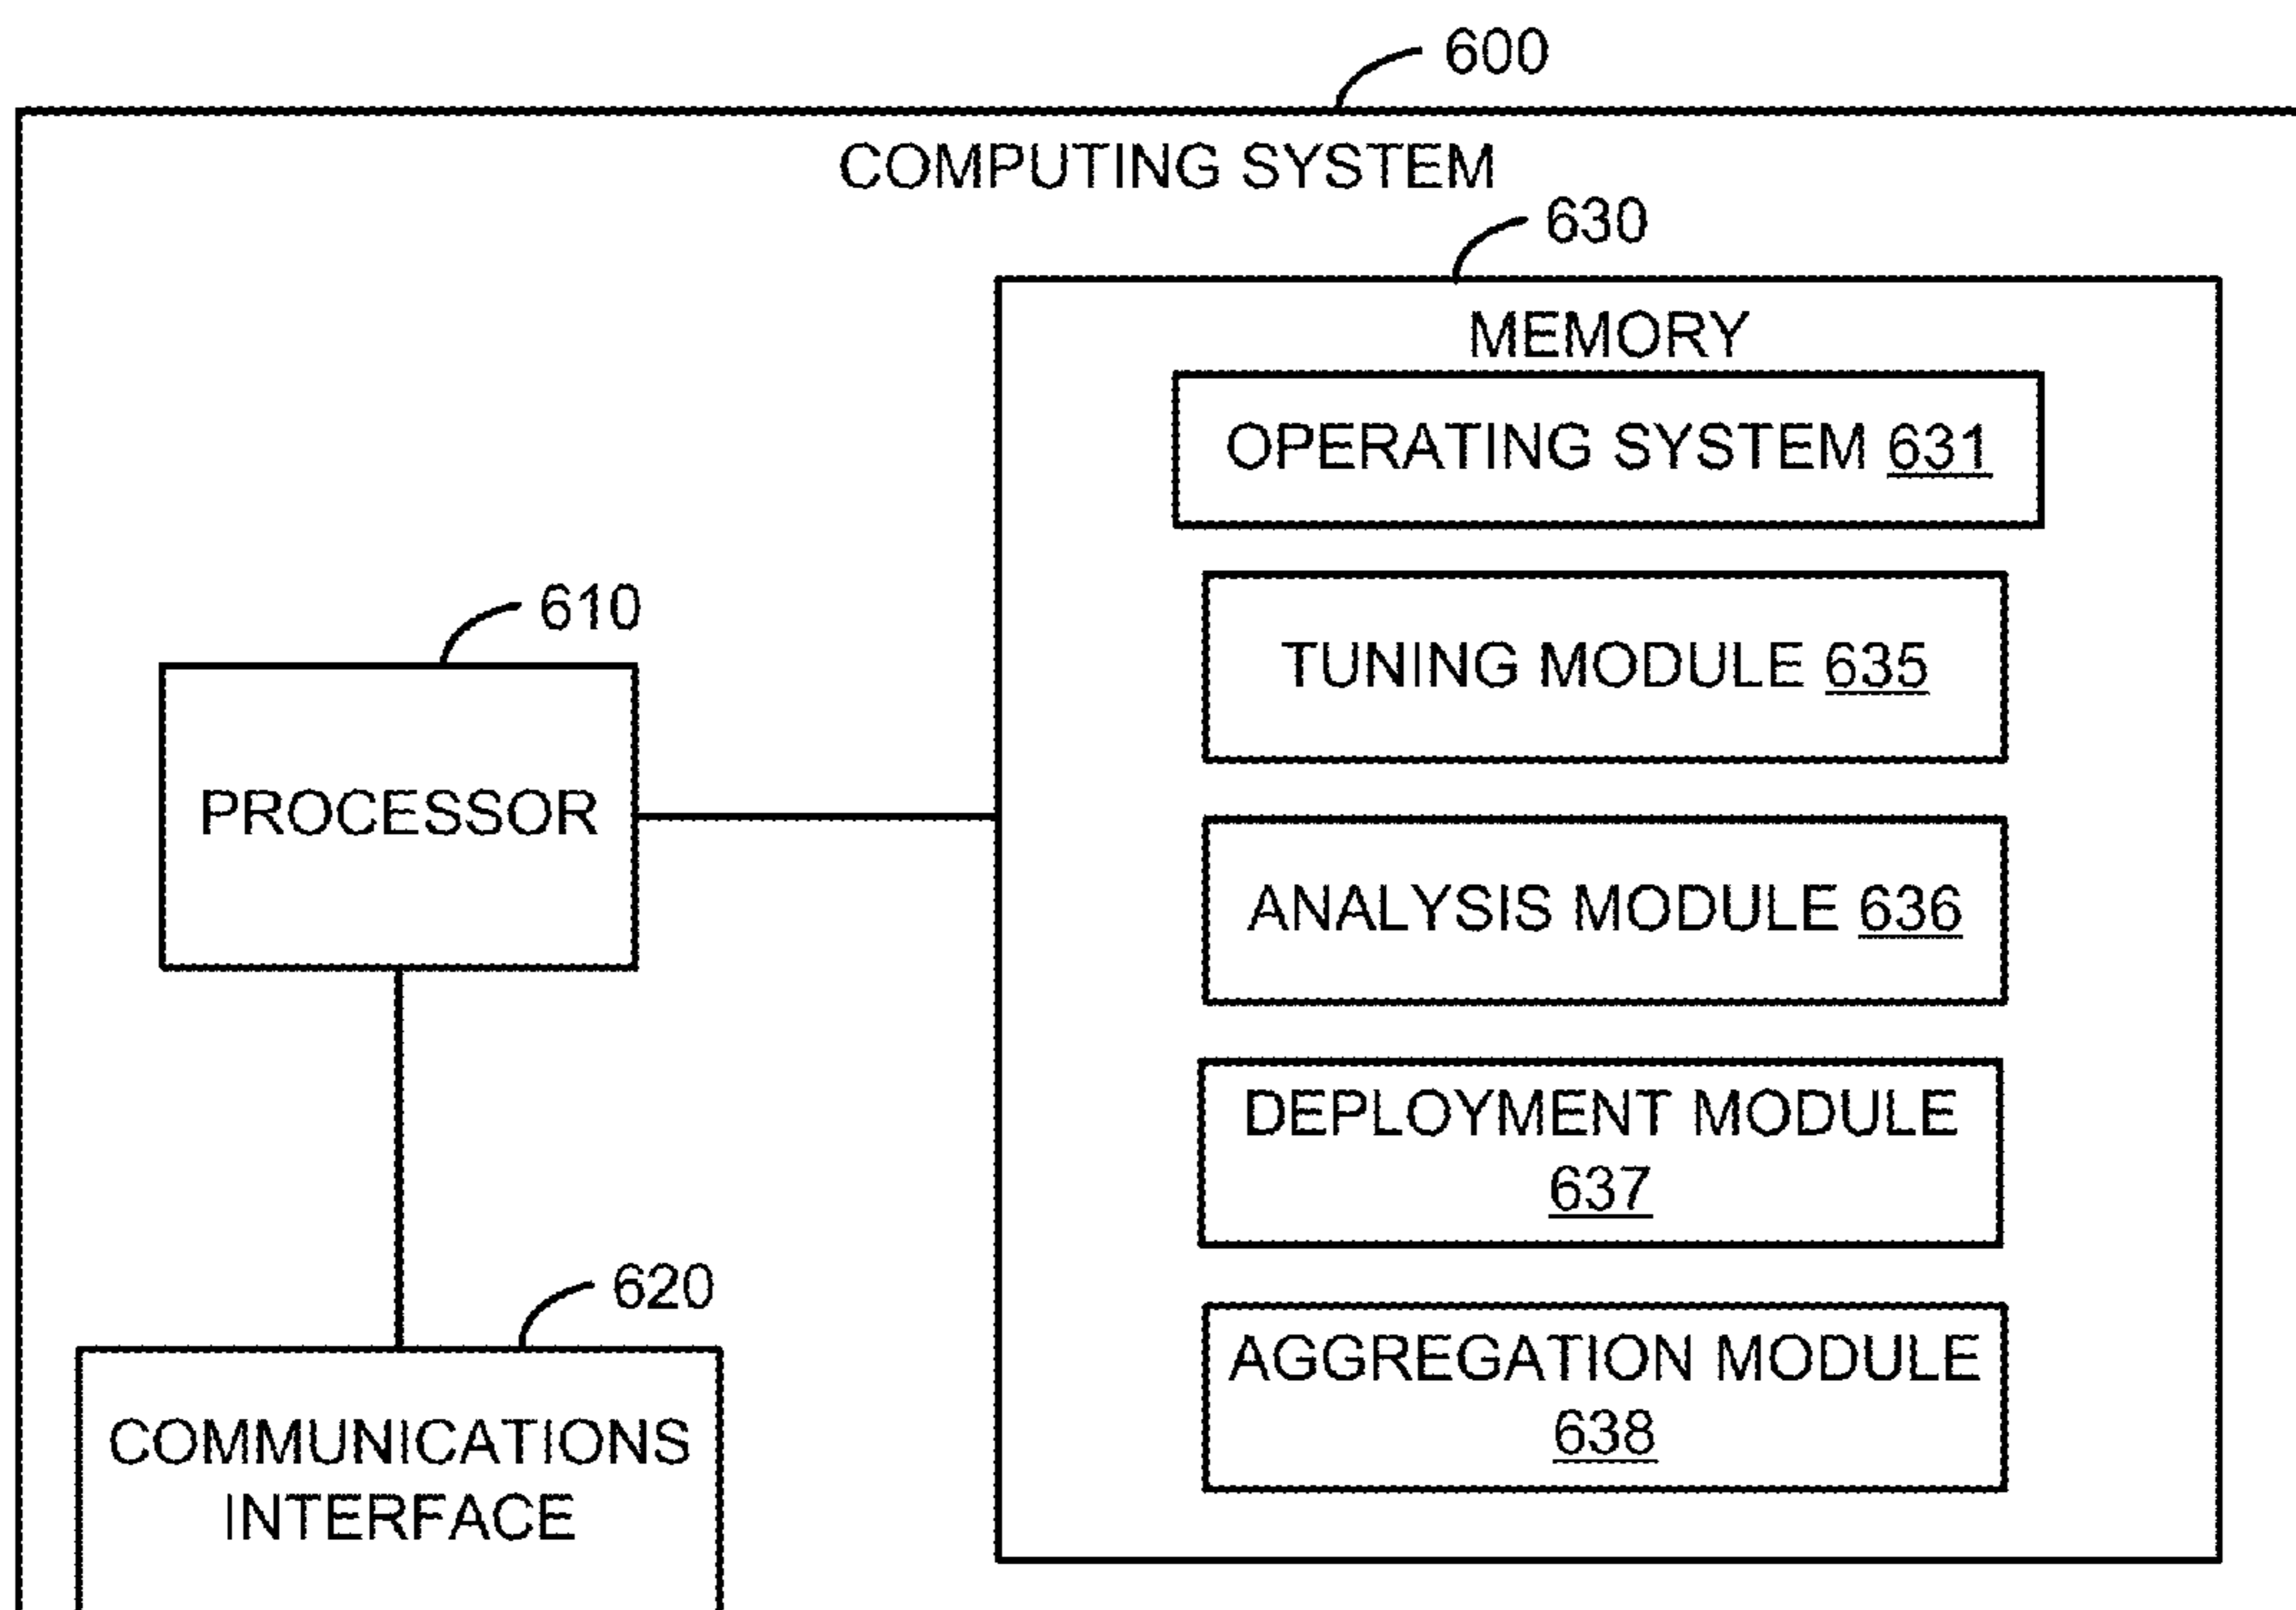 600
COMPUTING SYSTEM
630
MEMORY
OPERATING SYSTEM 631
610
TUNING MODULE 635
PROCESSOR
ANALYSIS MODULE 636
DEPLOYMENT MODULE
637
620
AGGREGATION MODULE
638
COMMUNICATIONS
INTERFACE